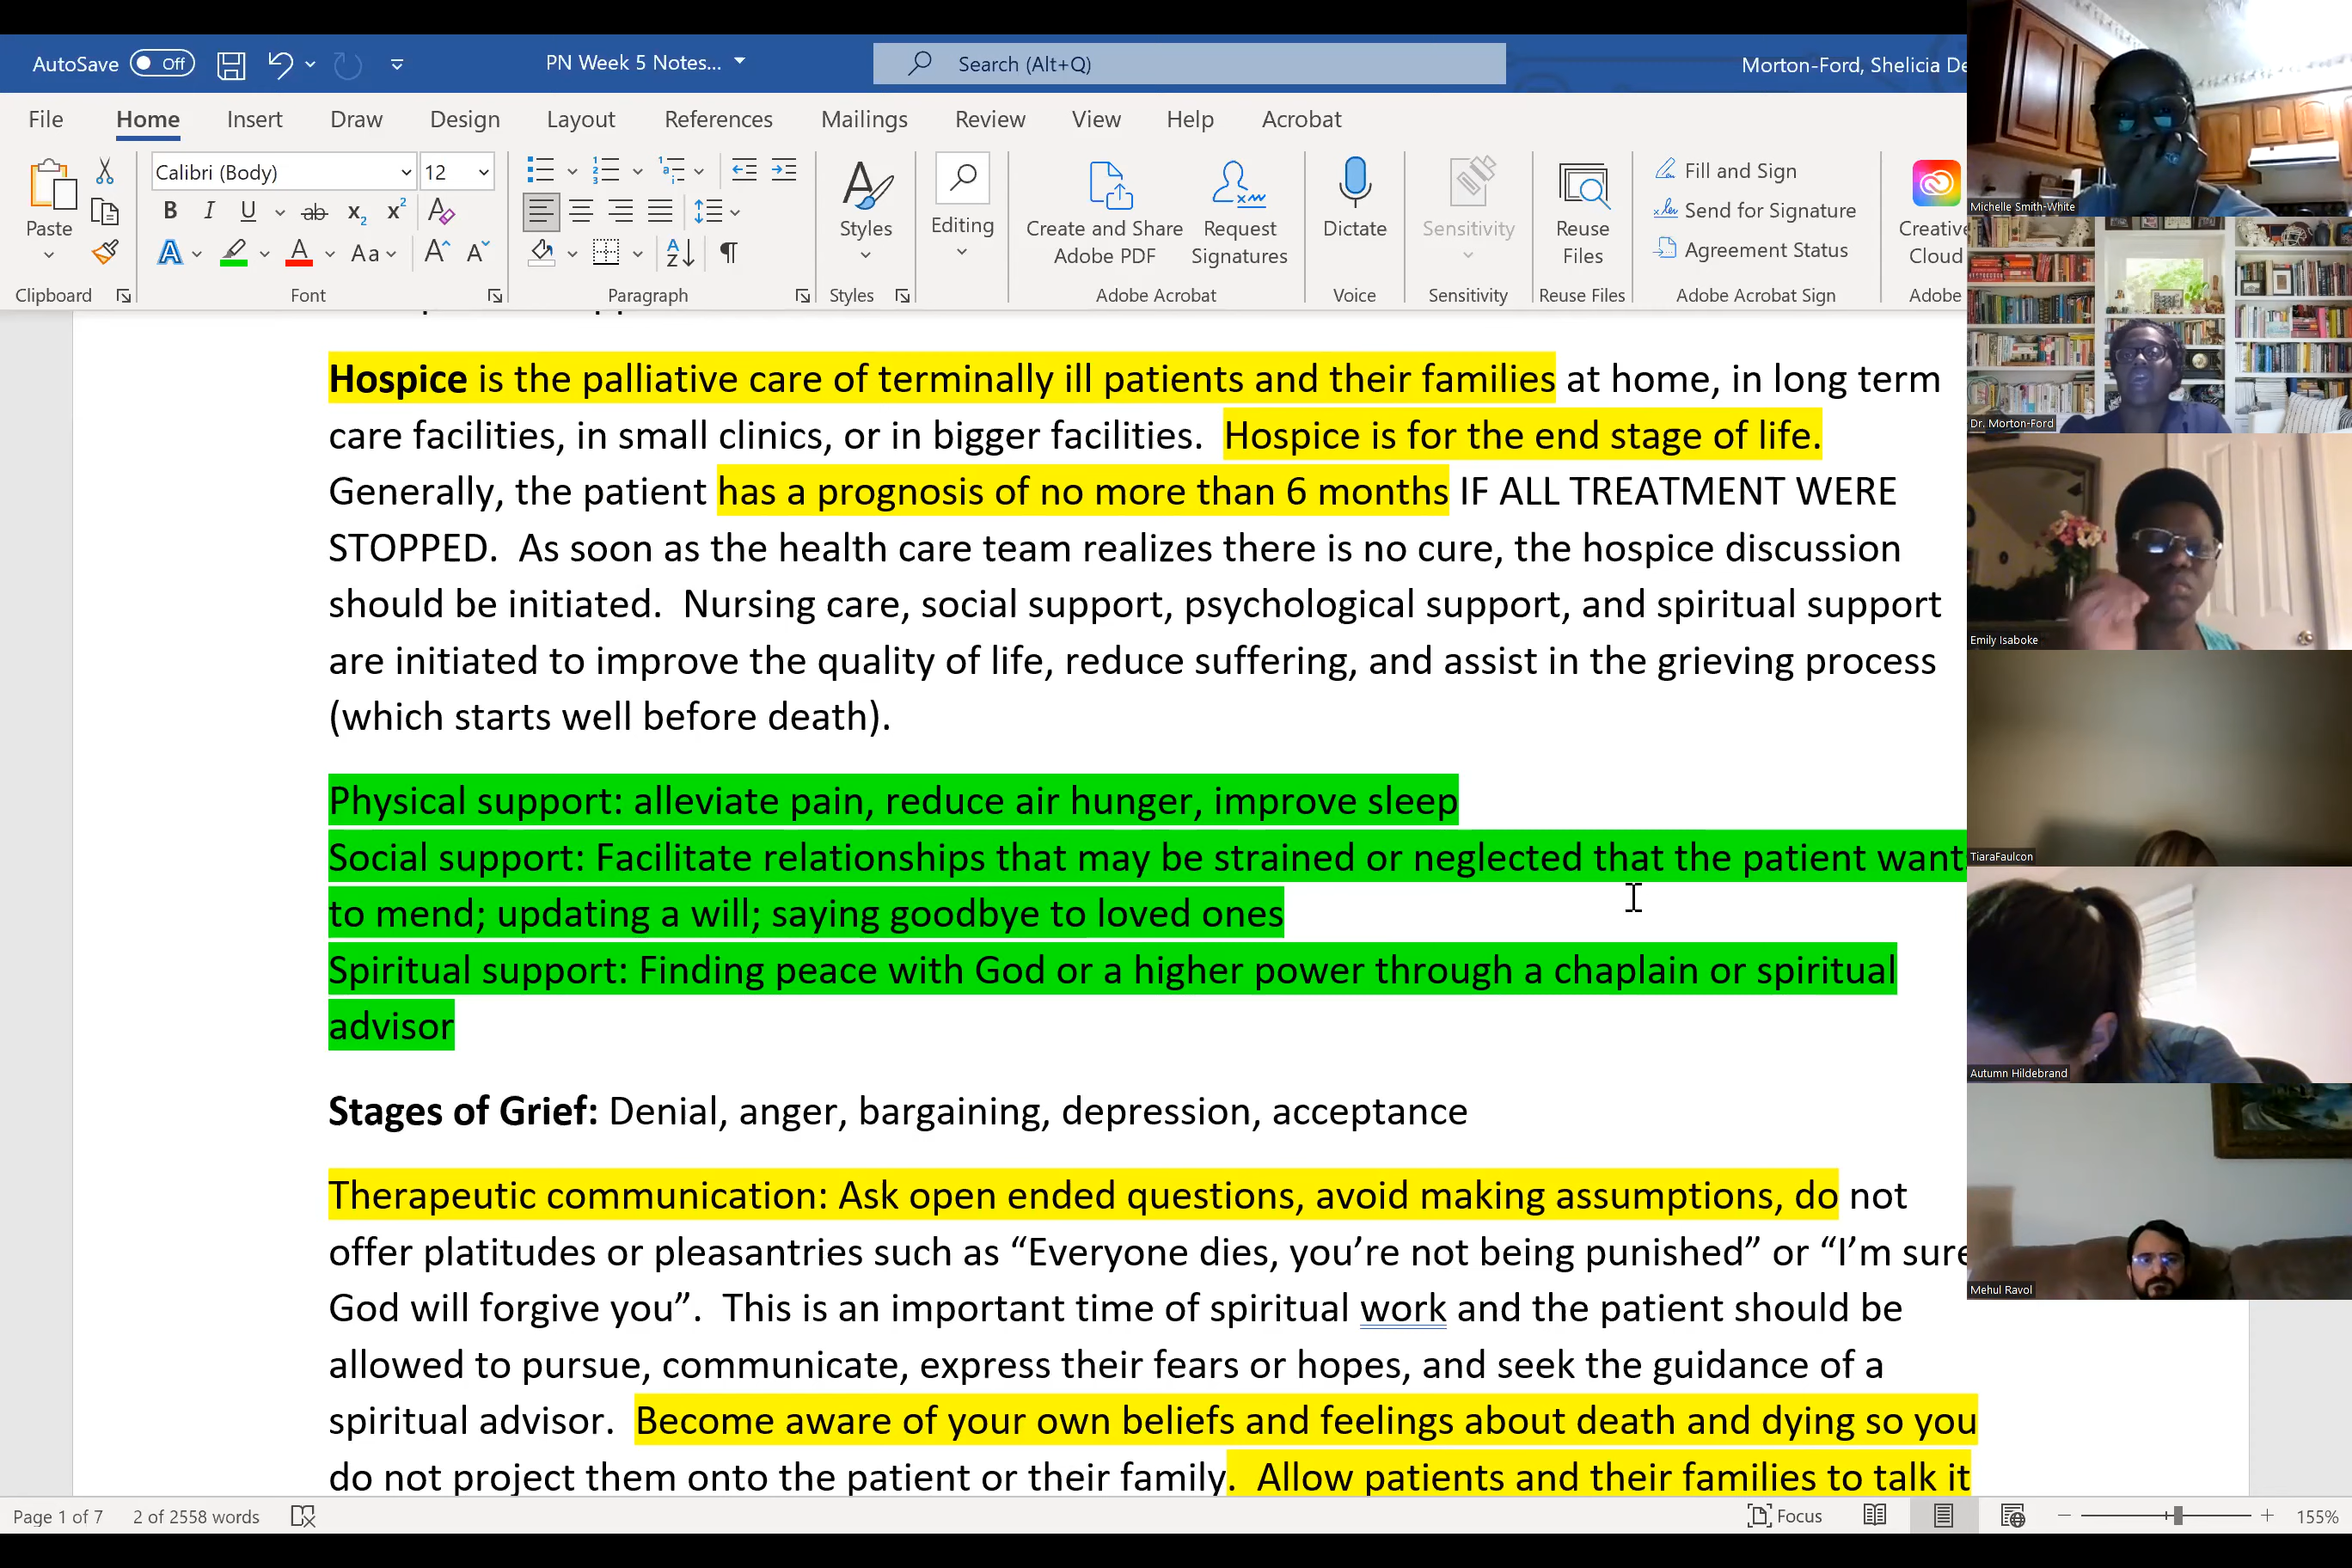 AutoSave Off PN Week 5 Notes... Search (Alt+Q) Morton-Ford, Shelicia De
File Home Insert Draw Design Layout References Mailings Review View Help Acrobat
Paste
Clipboard
Calibri (Body) 12
B I U ab x2 x2 A
A A Aa A A
Font
Paragraph
Styles
Styles
Editing
Create and Share
Adobe PDF
Request
Signatures
Adobe Acrobat
Dictate
Voice
Sensitivity
Sensitivity
Reuse
Files
Reuse Files
Fill and Sign
Send for Signature
Agreement Status
Adobe Acrobat Sign
Creative
Cloud
Adobe
Hospice is the palliative care of terminally ill patients and their families at home, in long term
care facilities, in small clinics, or in bigger facilities. Hospice is for the end stage of life.
Generally, the patient has a prognosis of no more than 6 months IF ALL TREATMENT WERE
STOPPED. As soon as the health care team realizes there is no cure, the hospice discussion
should be initiated. Nursing care, social support, psychological support, and spiritual support
are initiated to improve the quality of life, reduce suffering, and assist in the grieving process
(which starts well before death).
Physical support: alleviate pain, reduce air hunger, improve sleep
Social support: Facilitate relationships that may be strained or neglected that the patient want
to mend; updating a will; saying goodbye to loved ones
Spiritual support: Finding peace with God or a higher power through a chaplain or spiritual
advisor
Stages of Grief: Denial, anger, bargaining, depression, acceptance
Therapeutic communication: Ask open ended questions, avoid making assumptions, do not
offer platitudes or pleasantries such as “Everyone dies, you’re not being punished” or “I’m sure
God will forgive you”. This is an important time of spiritual work and the patient should be
allowed to pursue, communicate, express their fears or hopes, and seek the guidance of a
spiritual advisor. Become aware of your own beliefs and feelings about death and dying so you
do not project them onto the patient or their family. Allow patients and their families to talk it
Michelle Smith-White
Dr. Morton-Ford
Emily Isaboke
TiaraFaulcon
Autumn Hildebrand
Mehul Ravol
Page 1 of 7 2 of 2558 words Focus 155%